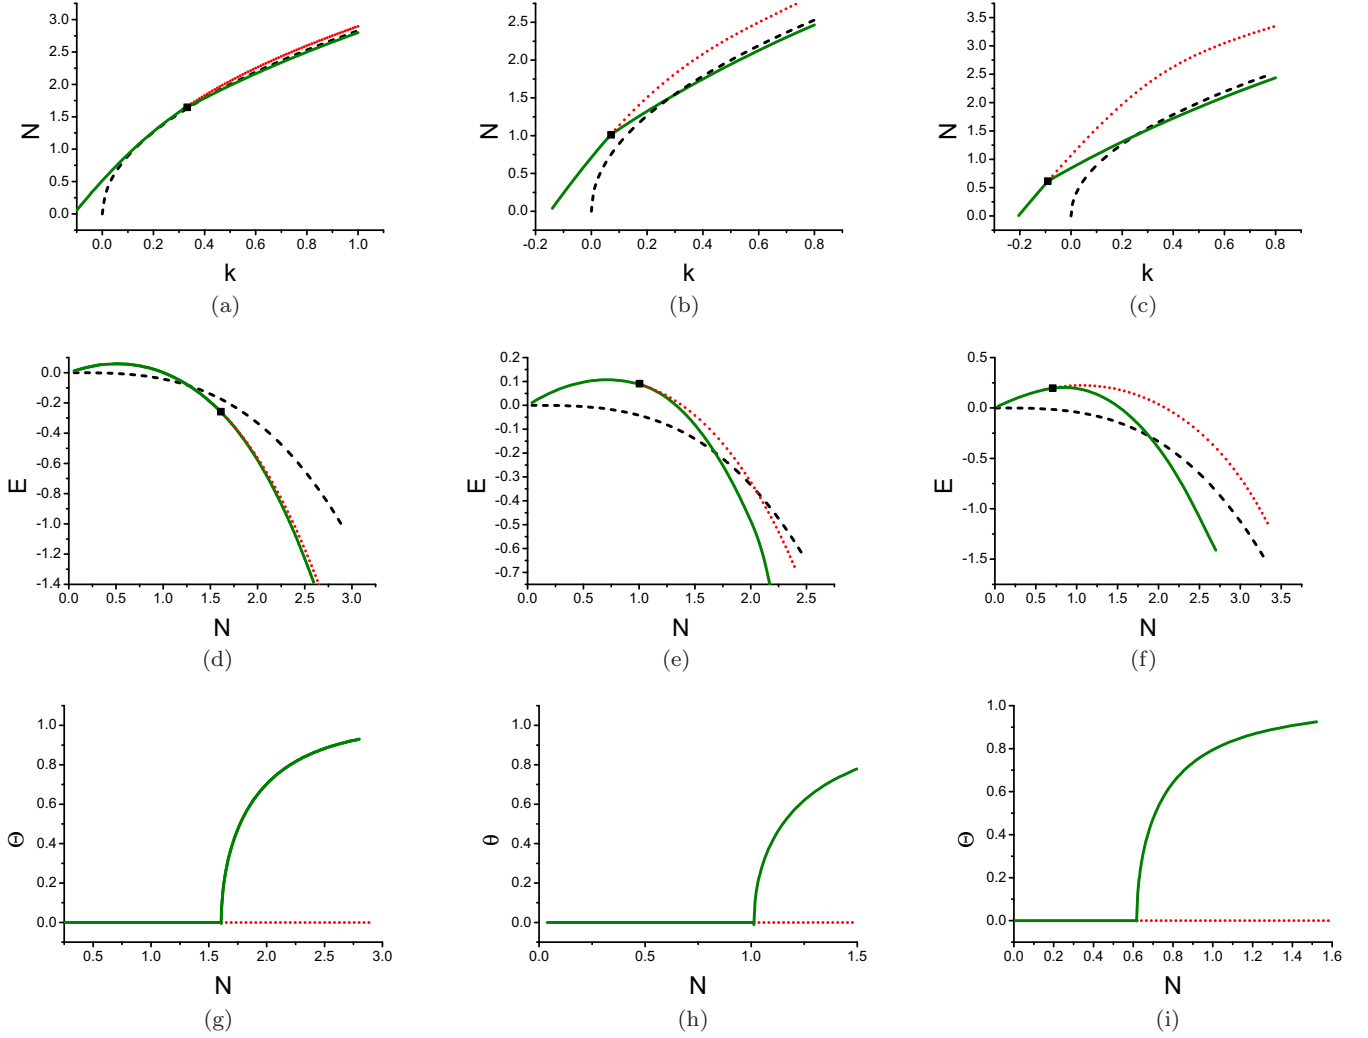 3.0
2.5
2.0
1.5
1.0
0.5
0.0
N
0.0 0.2 0.4 0.6 0.8 1.0
k
(a)
2.5
2.0
1.5
1.0
0.5
0.0
N
-0.2 0.0 0.2 0.4 0.6 0.8
k
(b)
3.5
3.0
2.5
2.0
1.5
1.0
0.5
0.0
N
-0.2 0.0 0.2 0.4 0.6 0.8
k
(c)
0.0
-0.2
-0.4
-0.6
-0.8
-1.0
-1.2
-1.4
E
0.0 0.5 1.0 1.5 2.0 2.5 3.0
N
(d)
0.2
0.1
0.0
-0.1
-0.2
-0.3
-0.4
-0.5
-0.6
-0.7
E
0.0 0.5 1.0 1.5 2.0 2.5
N
(e)
0.5
0.0
-0.5
-1.0
-1.5
E
0.0 0.5 1.0 1.5 2.0 2.5 3.0 3.5
N
(f)
1.0
0.8
0.6
0.4
0.2
0.0
Θ
0.5 1.0 1.5 2.0 2.5 3.0
N
(g)
1.0
0.8
0.6
0.4
0.2
0.0
θ
0.0 0.5 1.0 1.5
N
(h)
1.0
0.8
0.6
0.4
0.2
0.0
Θ
0.0 0.2 0.4 0.6 0.8 1.0 1.2 1.4 1.6
N
(i)